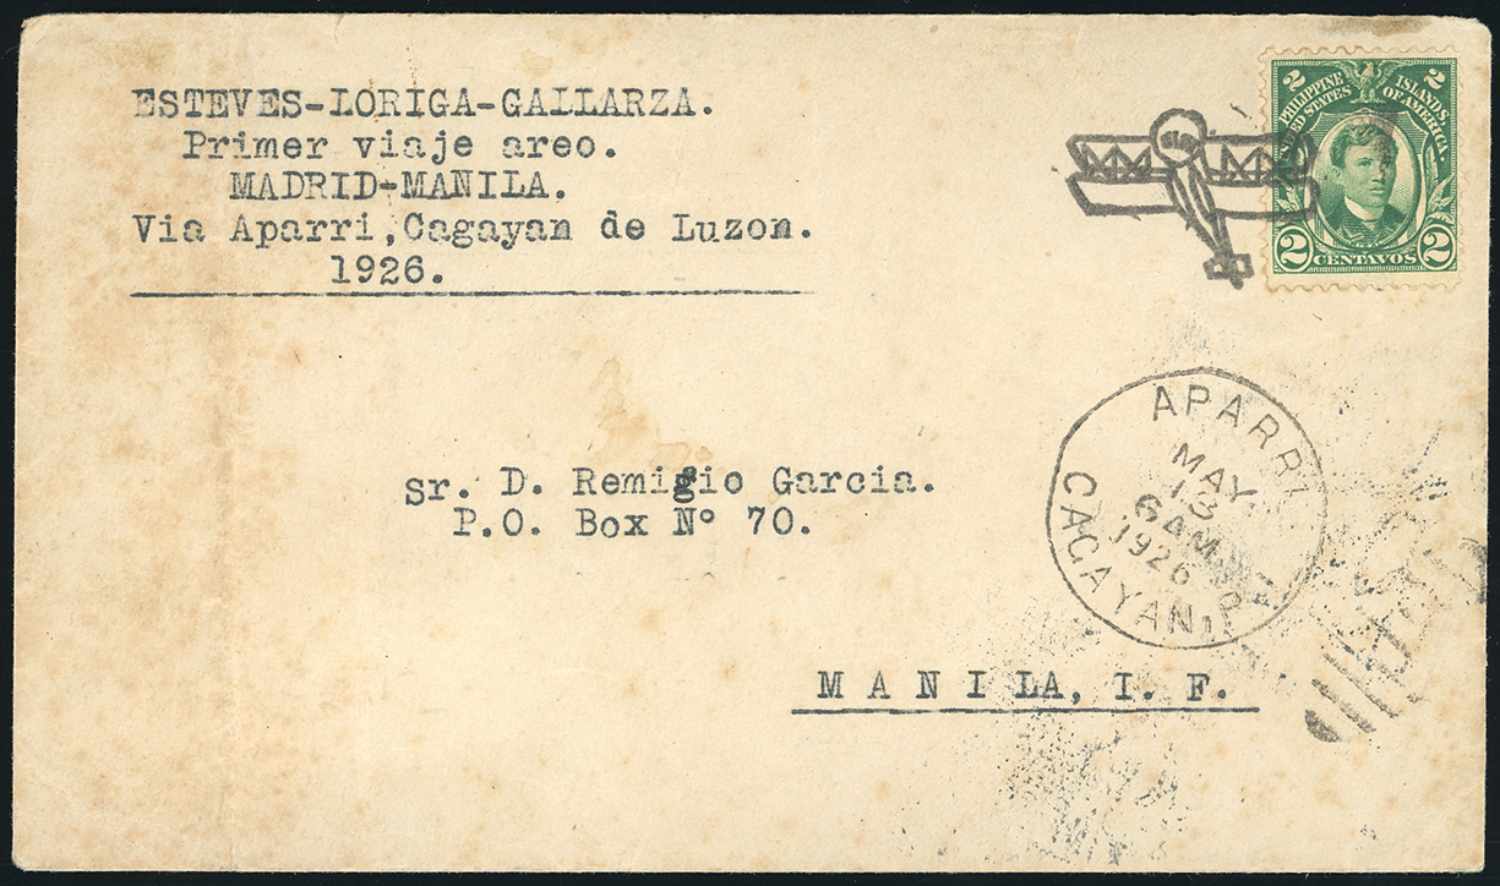 ESTEVES-LORIGA-GALLARZA.
Primer viaje areo.
MADRID-MANILA.
Via Aparri,Cagayan de Luzon.
1926.
2 PHILIPPINE ISLANDS, 2
UNITED STATES OF AMERICA.
2 CENTAVOS 2
APARRI
MAY
13
6 AM.
1926
CAGAYAN, P.I.
Sr. D. Remigio Garcia.
P.O. Box Nº 70.
MANILA, I. F.